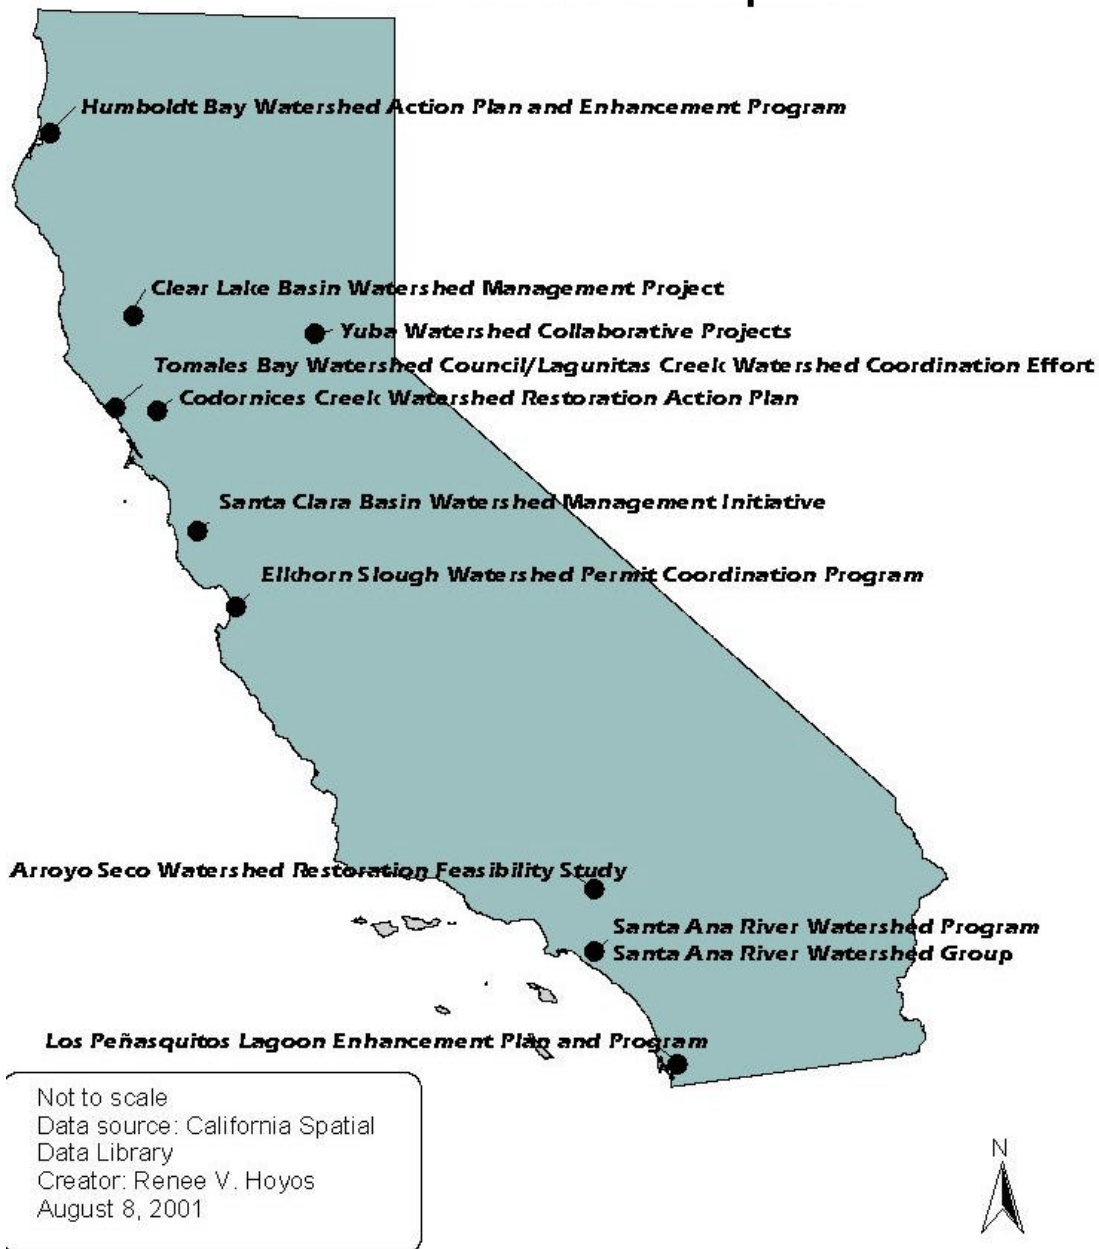 Humboldt Bay Watershed Action Plan and Enhancement Program
Clear Lake Basin Watershed Management Project
Yuba Watershed Collaborative Projects
Tomales Bay Watershed Council/Lagunitas Creek Watershed Coordination Effort
Codornices Creek Watershed Restoration Action Plan
Santa Clara Basin Watershed Management Initiative
Elkhorn Slough Watershed Permit Coordination Program
Arroyo Seco Watershed Restoration Feasibility Study
Santa Ana River Watershed Program
Santa Ana River Watershed Group
Los Peñasquitos Lagoon Enhancement Plan and Program
Not to scale
Data source: California Spatial
Data Library
Creator: Renee V. Hoyos
August 8, 2001
N